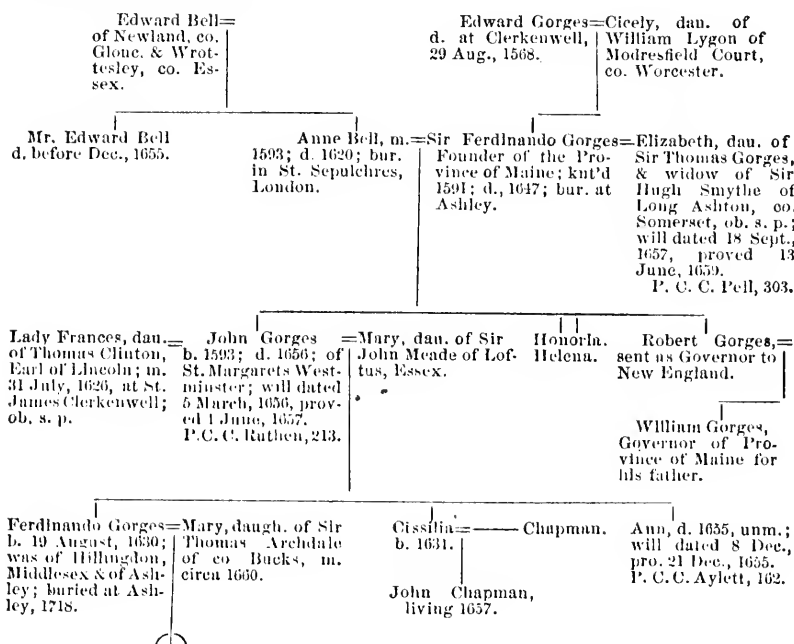 Edward Bell=
of Newland, co.
Glouc. & Wrot-
tesley, co. Es-
sex.
Edward Gorges=Cicely, dau. of
d. at Clerkenwell, William Lygon of
29 Aug., 1568. Modresfield Court,
co. Worcester.
Mr. Edward Bell
d. before Dec., 1655.
Anne Bell, m.=Sir Ferdinando Gorges=Elizabeth, dau. of
1593; d. 1620; bur.
in St. Sepulchres,
London.
Founder of the Pro-
vince of Maine; knt'd
1591; d., 1647; bur. at
Ashley.
Sir Thomas Gorges,
& widow of Sir
Hugh Smythe of
Long Ashton, co.
Somerset, ob. s. p.;
will dated 18 Sept.,
1657, proved 13
June, 1659.
P. C. C. Pell, 303.
Lady Frances, dau.=
of Thomas Clinton,
Earl of Lincoln; m.
31 July, 1626, at St.
James Clerkenwell;
ob. s. p.
John Gorges =Mary, dau. of Sir
b. 1593; d. 1656; of
St. Margarets West-
minster; will dated
5 March, 1656, prov-
ed 1 June, 1657.
P.C.C. Ruthen, 213.
John Meade of Lof-
tus, Essex.
Honoria.
Helena.
Robert Gorges,=
sent as Governor to
New England.
William Gorges,
Governor of Pro-
vince of Maine for
his father.
Ferdinando Gorges=Mary, daugh. of Sir
b. 19 August, 1630;
was of Hillingdon,
Middlesex & of Ash-
ley; buried at Ash-
ley, 1718.
Thomas Archdale
of co Bucks, m.
circa 1660.
Cissilia=—— Chapman.
b. 1631.
John Chapman,
living 1657.
Ann, d. 1655, unm.;
will dated 8 Dec.,
pro. 21 Dec., 1655.
P. C. C. Aylett, 162.